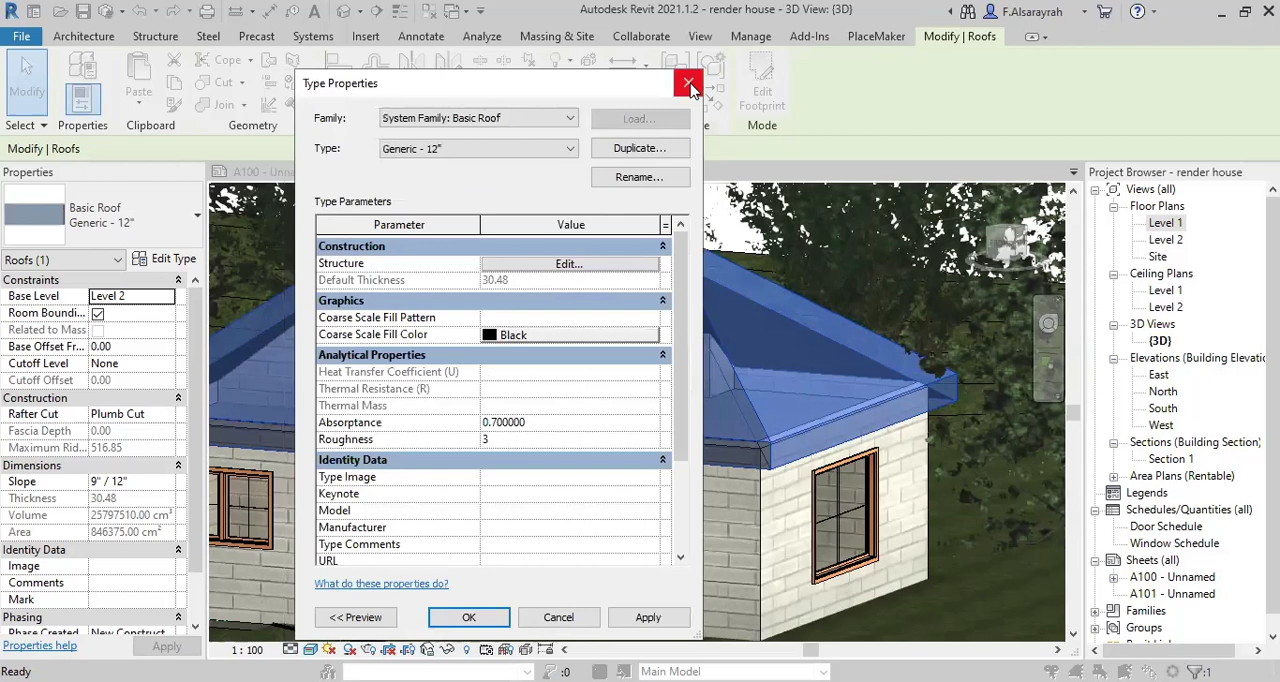 Autodesk Revit 2021.1.2 - render house - 3D View: {3D}
F.Alsarayrah
File Architecture Structure Steel Precast Systems Insert Annotate Analyze Massing & Site Collaborate View Manage Add-Ins PlaceMaker Modify | Roofs
Modify
Paste
Cope
Cut
Join
Edit
Footprint
Select Properties Clipboard Geometry Mode
Modify | Roofs
Properties
Basic Roof
Generic - 12"
Roofs (1) Edit Type
Constraints
Base Level Level 2
Room Boundi...
Related to Mass
Base Offset Fr... 0.00
Cutoff Level None
Cutoff Offset 0.00
Construction
Rafter Cut Plumb Cut
Fascia Depth 0.00
Maximum Rid... 516.85
Dimensions
Slope 9" / 12"
Thickness 30.48
Volume 25797510.00 cm³
Area 846375.00 cm²
Identity Data
Image
Comments
Mark
Phasing
Phase Created New Construct
Properties help Apply
A100 - Unna
Type Properties
Family: System Family: Basic Roof Load...
Type: Generic - 12" Duplicate...
Rename...
Type Parameters
Parameter Value =
Construction
Structure Edit...
Default Thickness 30.48
Graphics
Coarse Scale Fill Pattern
Coarse Scale Fill Color Black
Analytical Properties
Heat Transfer Coefficient (U)
Thermal Resistance (R)
Thermal Mass
Absorptance 0.700000
Roughness 3
Identity Data
Type Image
Keynote
Model
Manufacturer
Type Comments
URL
What do these properties do?
<< Preview OK Cancel Apply
Project Browser - render house
Views (all)
Floor Plans
Level 1
Level 2
Site
Ceiling Plans
Level 1
Level 2
3D Views
{3D}
Elevations (Building Elevatio
East
North
South
West
Sections (Building Section)
Section 1
Area Plans (Rentable)
Legends
Schedules/Quantities (all)
Door Schedule
Window Schedule
Sheets (all)
A100 - Unnamed
A101 - Unnamed
Families
Groups
1 : 100
Ready
:0
Main Model
:1